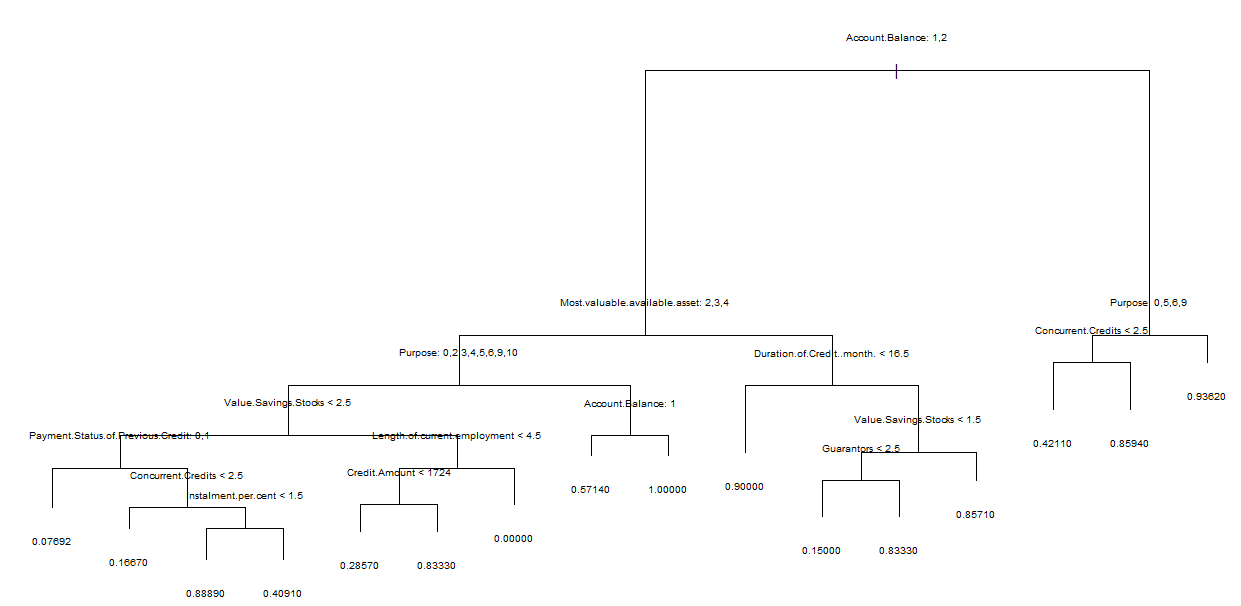 Account.Balance: 1,2
Most.valuable.available.asset: 2,3,4
Purpose: 0,5,6,9
Concurrent.Credits < 2.5
Purpose: 0,2,3,4,5,6,9,10
Duration.of.Credit..month. < 16.5
0.93620
Value.Savings.Stocks < 2.5
Account.Balance: 1
Value.Savings.Stocks < 1.5
Payment.Status.of.Previous.Credit: 0,1
Length.of.current.employment < 4.5
0.42110
0.85940
Guarantors < 2.5
Concurrent.Credits < 2.5
Credit.Amount < 1724
0.57140
1.00000
0.90000
Instalment.per.cent < 1.5
0.85710
0.07692
0.00000
0.15000
0.83330
0.16670
0.28570
0.83330
0.88890
0.40910